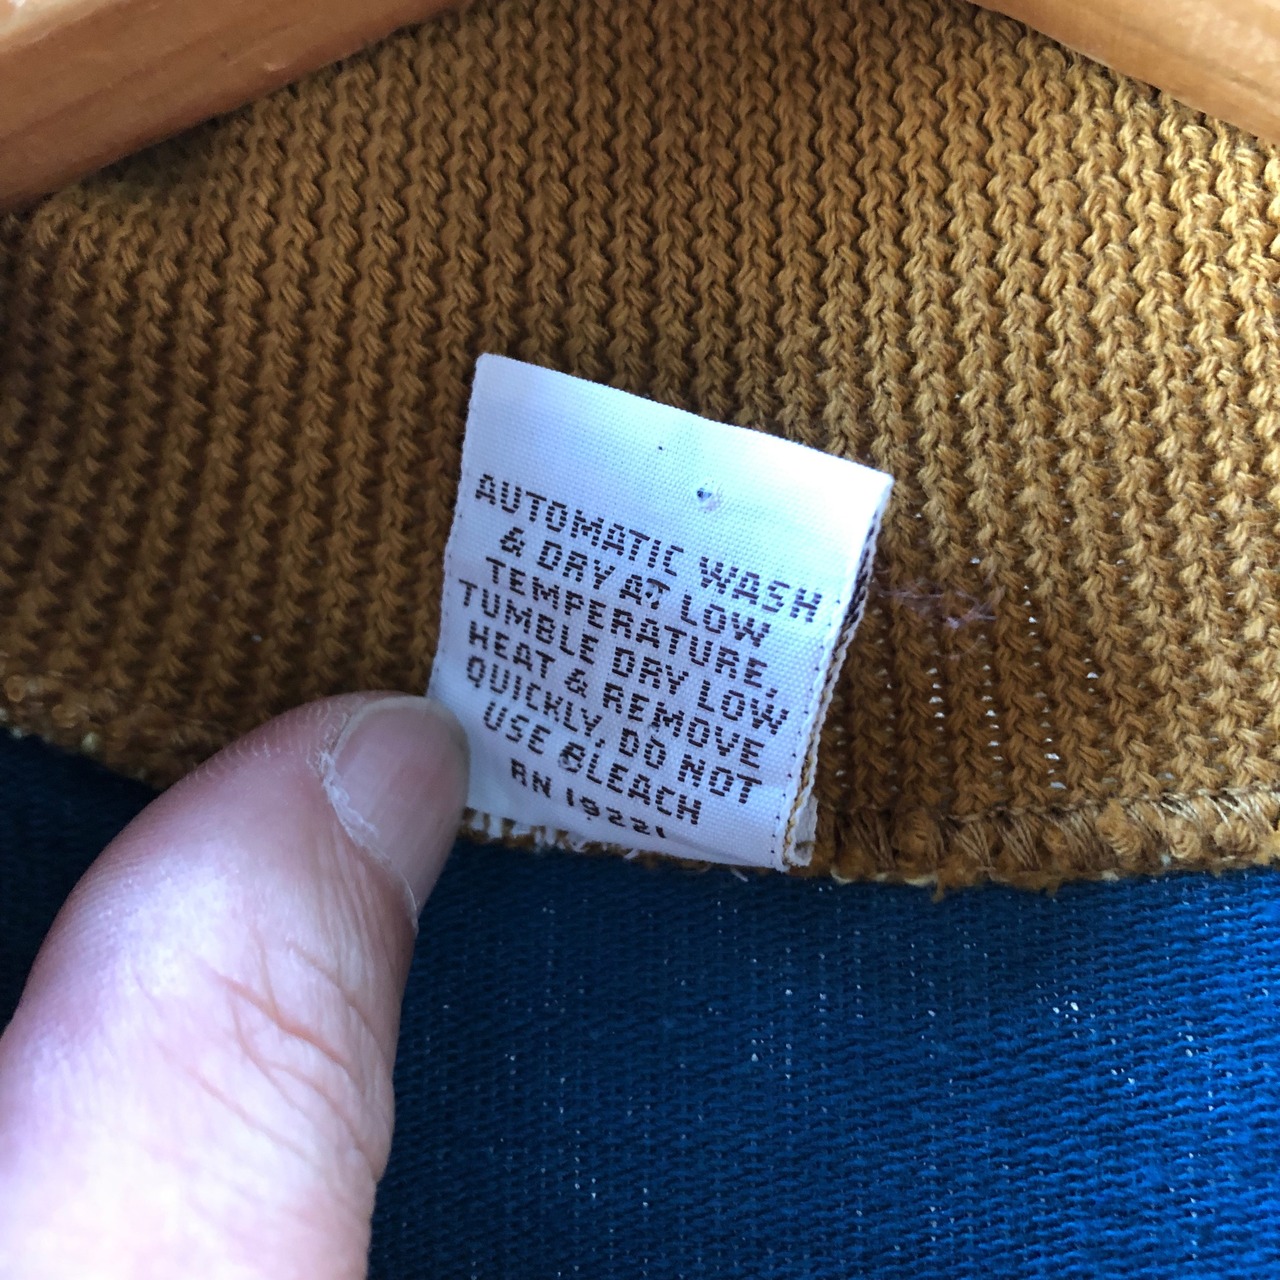 AUTOMATIC WASH
& DRY AT LOW
TEMPERATURE,
TUMBLE DRY LOW
HEAT & REMOVE
QUICKLY, DO NOT
USE BLEACH
RN 19221